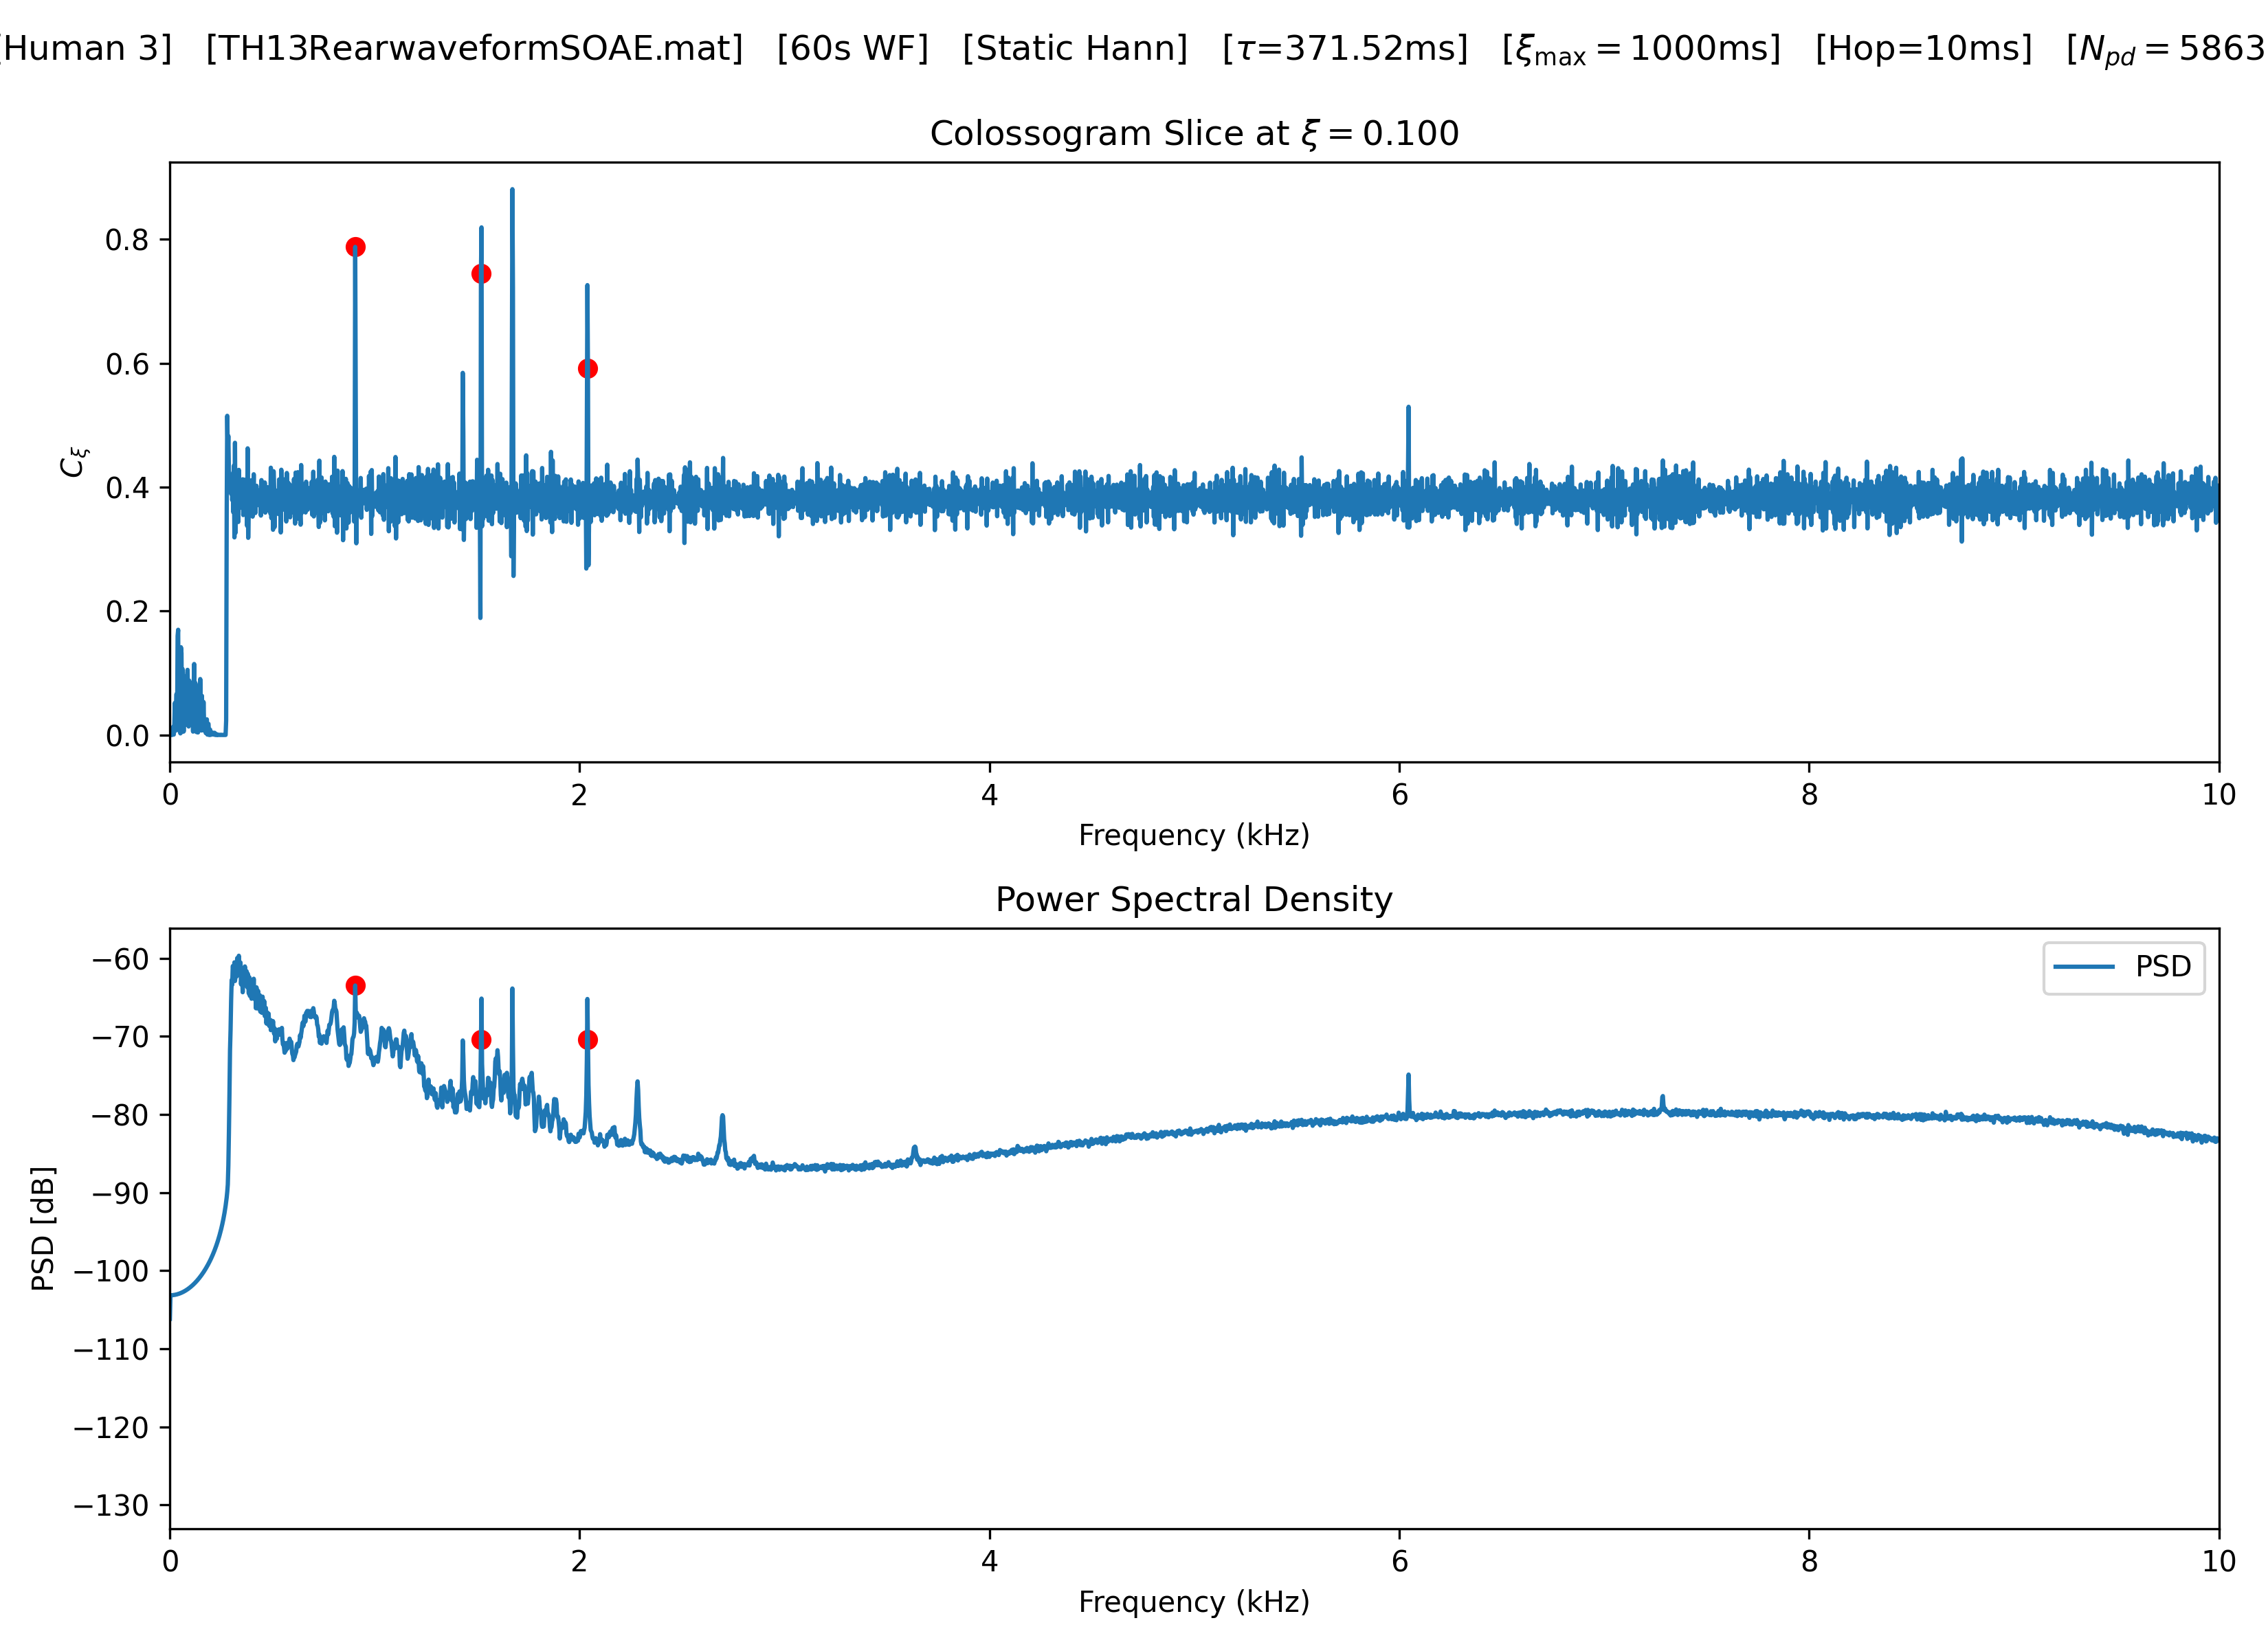 [Human 3] [TH13RearwaveformSOAE.mat] [60s WF] [Static Hann] [τ=371.52ms] [ξmax = 1000ms] [Hop=10ms] [Npd = 5863
Colossogram Slice at ξ = 0.100
0.8
0.6
0.4
0.2
0.0
Cξ
0 2 4 6 8 10
Frequency (kHz)
Power Spectral Density
PSD
−60
−70
−80
−90
−100
−110
−120
−130
PSD [dB]
0 2 4 6 8 10
Frequency (kHz)